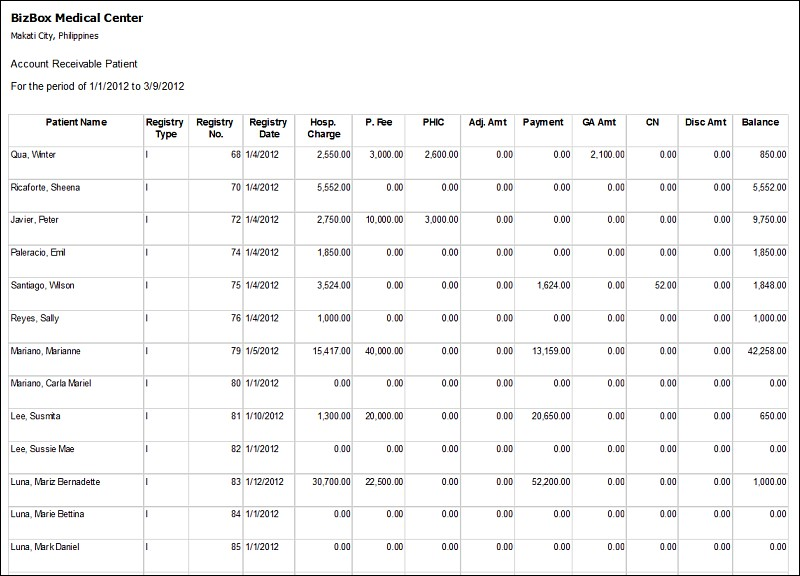 BizBox Medical Center
Makati City, Philippines
Account Receivable Patient
For the period of 1/1/2012 to 3/9/2012
Patient Name Registry Type Registry No. Registry Date Hosp. Charge P. Fee PHIC Adj. Amt Payment GA Amt CN Disc Amt Balance
Qua, Winter I 68 1/4/2012 2,550.00 3,000.00 2,600.00 0.00 0.00 2,100.00 0.00 0.00 850.00
Ricaforte, Sheena I 70 1/4/2012 5,552.00 0.00 0.00 0.00 0.00 0.00 0.00 0.00 5,552.00
Javier, Peter I 72 1/4/2012 2,750.00 10,000.00 3,000.00 0.00 0.00 0.00 0.00 0.00 9,750.00
Paleracio, Emil I 74 1/4/2012 1,850.00 0.00 0.00 0.00 0.00 0.00 0.00 0.00 1,850.00
Santiago, Wilson I 75 1/4/2012 3,524.00 0.00 0.00 0.00 1,624.00 0.00 52.00 0.00 1,848.00
Reyes, Sally I 76 1/4/2012 1,000.00 0.00 0.00 0.00 0.00 0.00 0.00 0.00 1,000.00
Mariano, Marianne I 79 1/5/2012 15,417.00 40,000.00 0.00 0.00 13,159.00 0.00 0.00 0.00 42,258.00
Mariano, Carla Mariel I 80 1/1/2012 0.00 0.00 0.00 0.00 0.00 0.00 0.00 0.00 0.00
Lee, Susmita I 81 1/10/2012 1,300.00 20,000.00 0.00 0.00 20,650.00 0.00 0.00 0.00 650.00
Lee, Sussie Mae I 82 1/1/2012 0.00 0.00 0.00 0.00 0.00 0.00 0.00 0.00 0.00
Luna, Mariz Bernadette I 83 1/12/2012 30,700.00 22,500.00 0.00 0.00 52,200.00 0.00 0.00 0.00 1,000.00
Luna, Marie Bettina I 84 1/1/2012 0.00 0.00 0.00 0.00 0.00 0.00 0.00 0.00 0.00
Luna, Mark Daniel I 85 1/1/2012 0.00 0.00 0.00 0.00 0.00 0.00 0.00 0.00 0.00